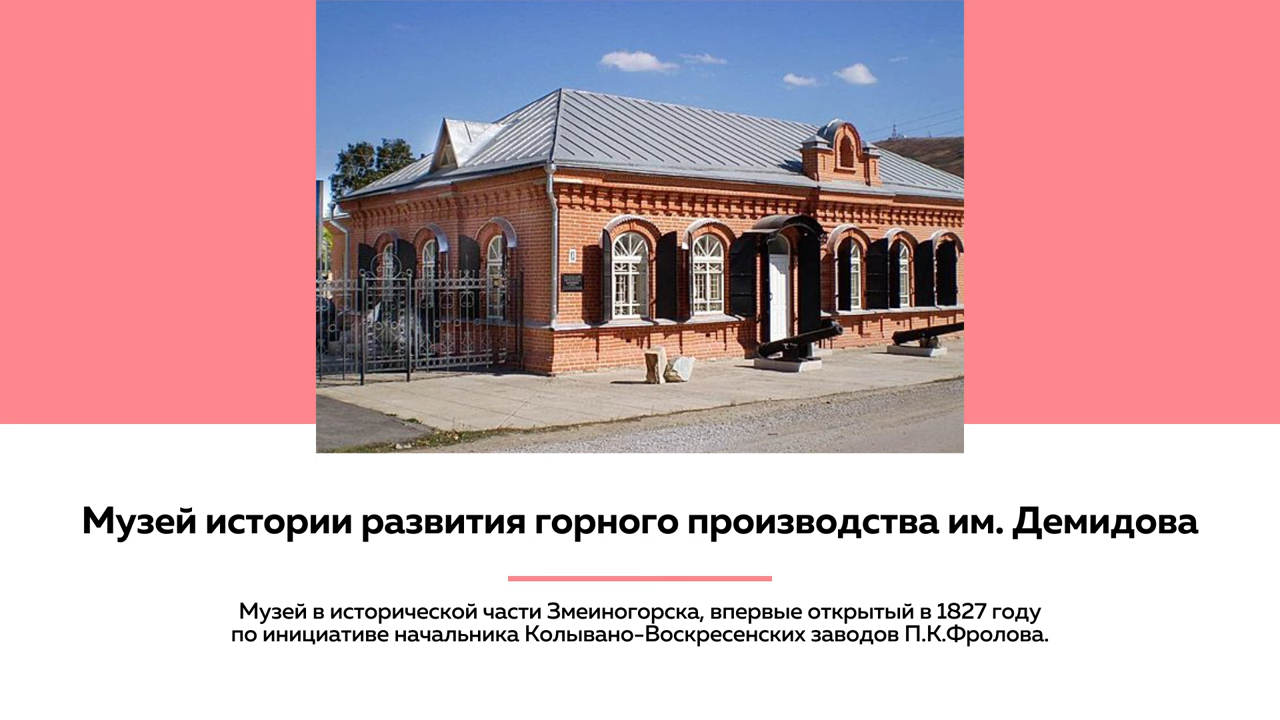 Музей истории развития горного производства им. Демидова
Музей в исторической части Змеиногорска, впервые открытый в 1827 году
по инициативе начальника Колывано-Воскресенских заводов П.К.Фролова.